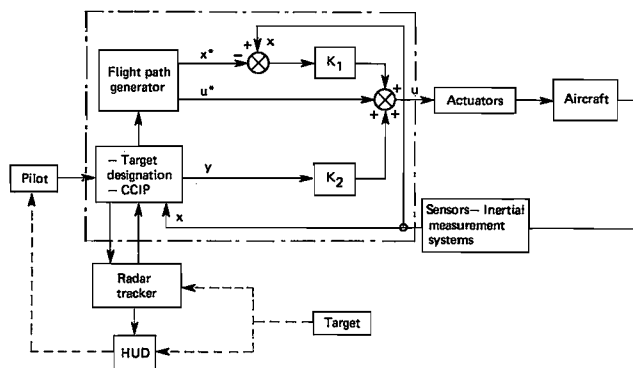 x*
+
−
x
K1
Flight path
generator
u*
+
+
+
u
Actuators
Aircraft
Pilot
– Target
designation
– CCIP
y
K2
x
Sensors– Inertial
measurement
systems
Radar
tracker
Target
HUD